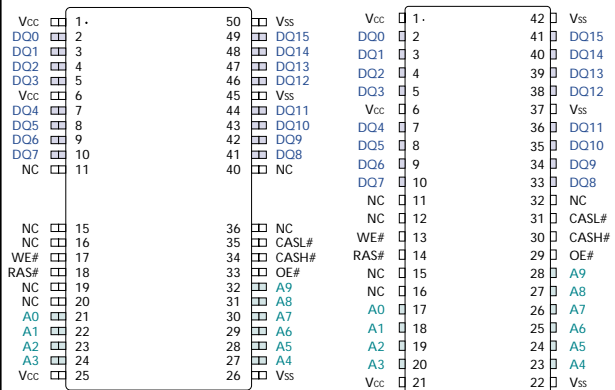 Vcc 1 50 Vss
DQ0 2 49 DQ15
DQ1 3 48 DQ14
DQ2 4 47 DQ13
DQ3 5 46 DQ12
Vcc 6 45 Vss
DQ4 7 44 DQ11
DQ5 8 43 DQ10
DQ6 9 42 DQ9
DQ7 10 41 DQ8
NC 11 40 NC
NC 15 36 NC
NC 16 35 CASL#
WE# 17 34 CASH#
RAS# 18 33 OE#
NC 19 32 A9
NC 20 31 A8
A0 21 30 A7
A1 22 29 A6
A2 23 28 A5
A3 24 27 A4
Vcc 25 26 Vss
Vcc 1 42 Vss
DQ0 2 41 DQ15
DQ1 3 40 DQ14
DQ2 4 39 DQ13
DQ3 5 38 DQ12
Vcc 6 37 Vss
DQ4 7 36 DQ11
DQ5 8 35 DQ10
DQ6 9 34 DQ9
DQ7 10 33 DQ8
NC 11 32 NC
NC 12 31 CASL#
WE# 13 30 CASH#
RAS# 14 29 OE#
NC 15 28 A9
NC 16 27 A8
A0 17 26 A7
A1 18 25 A6
A2 19 24 A5
A3 20 23 A4
Vcc 21 22 Vss